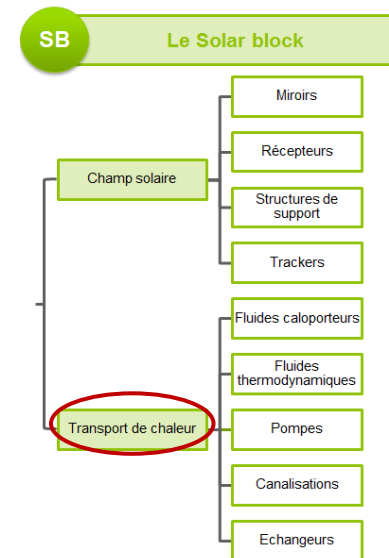 SB
Le Solar block
Miroirs
Récepteurs
Champ solaire
Structures de
support
Trackers
Fluides caloporteurs
Fluides
thermodynamiques
Transport de chaleur
Pompes
Canalisations
Echangeurs